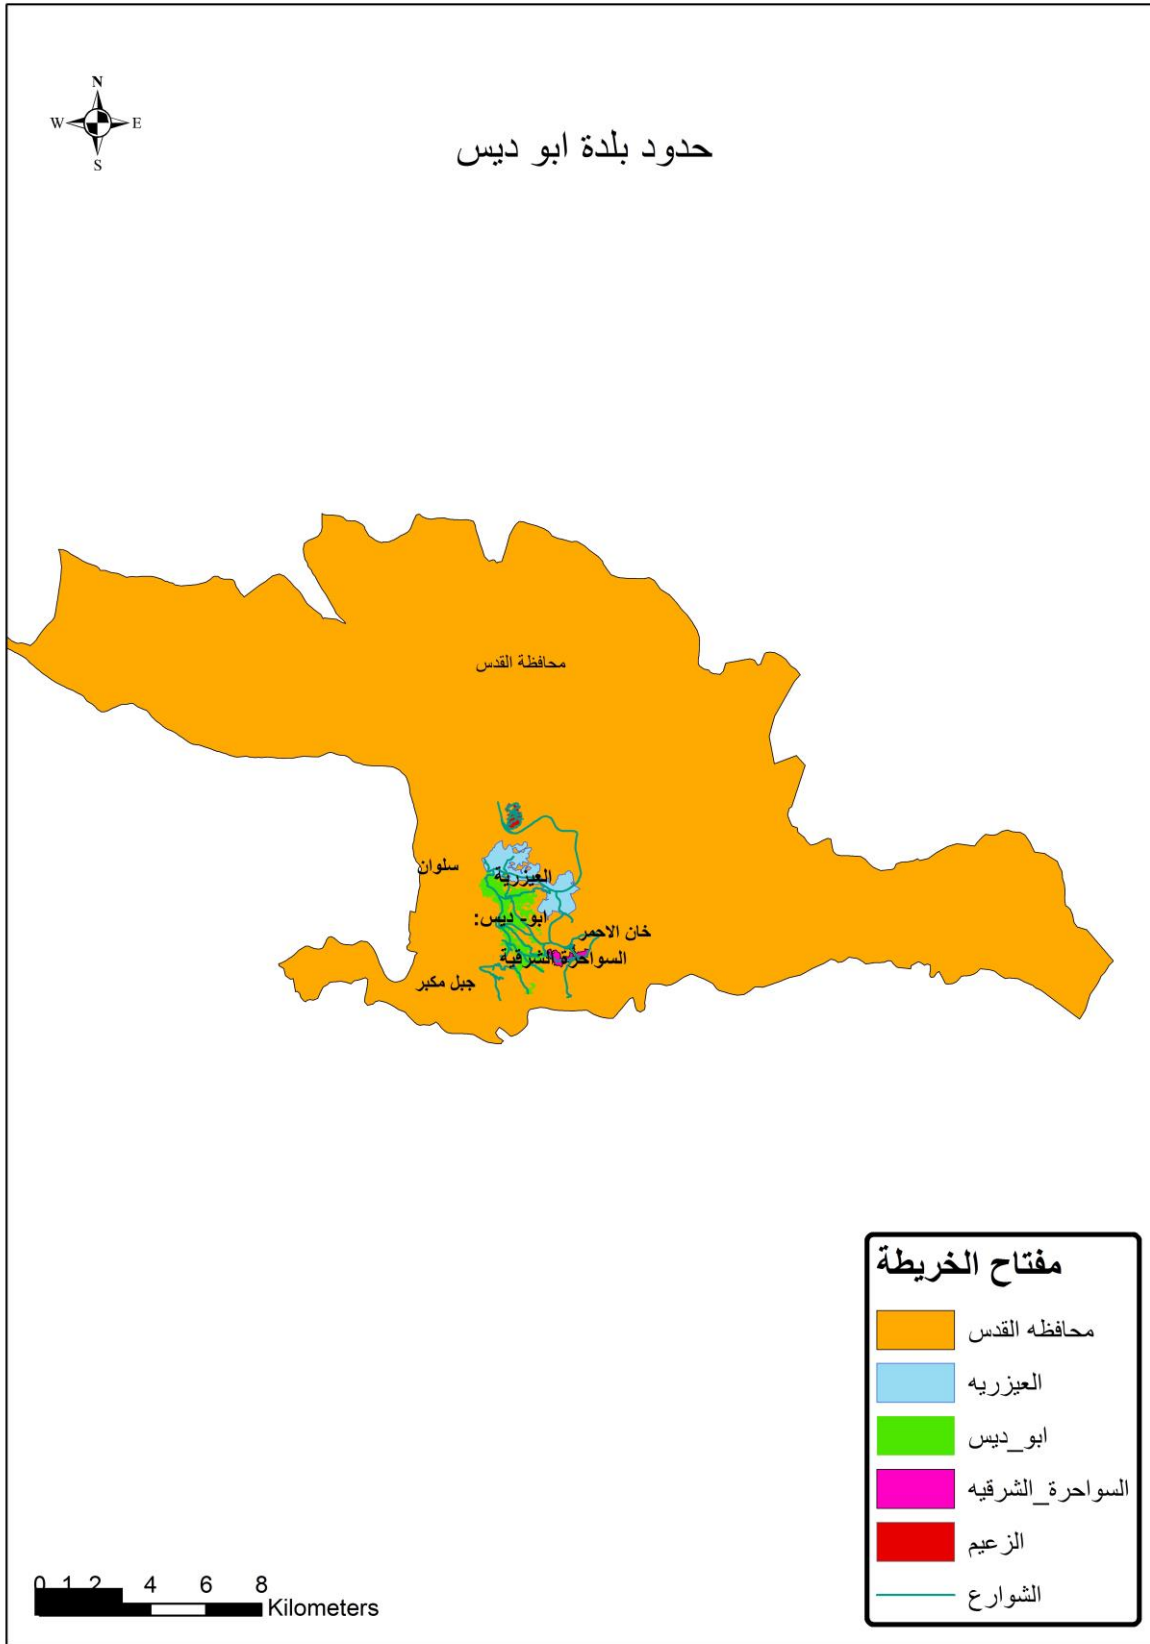 N
W E
S
حدود بلدة ابو ديس
محافظة القدس
سلوان
العيزرية
ابو- ديس:
خان الاحمر
السواحرة الشرقية
جبل مكبر
مفتاح الخريطة
محافظه القدس
العيزريه
ابو_ديس
السواحرة_الشرقيه
الزعيم
الشوارع
0 1 2 4 6 8
Kilometers